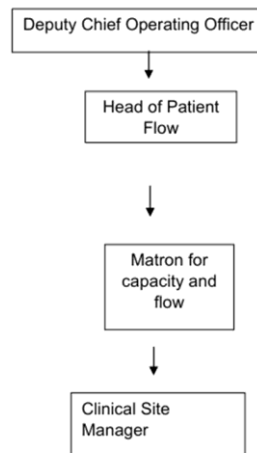 Deputy Chief Operating Officer
Head of Patient
Flow
Matron for
capacity and
flow
Clinical Site
Manager